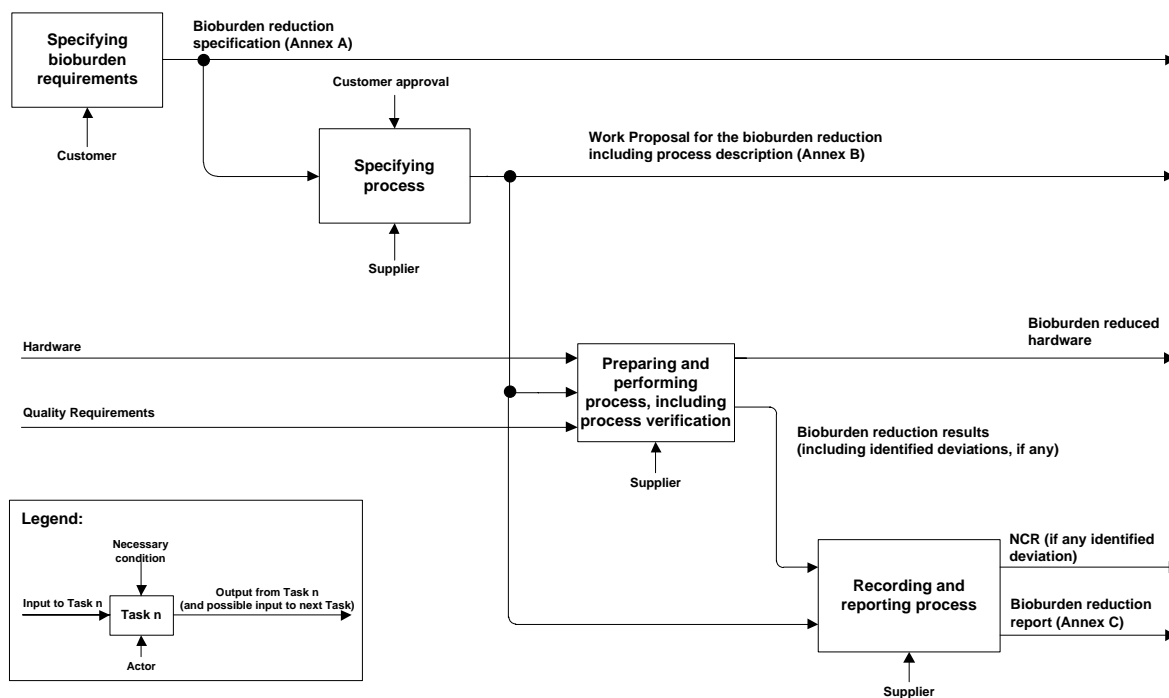 Specifying
bioburden
requirements
Bioburden reduction
specification (Annex A)
Customer
Customer approval
Specifying
process
Supplier
Work Proposal for the bioburden reduction
including process description (Annex B)
Hardware
Quality Requirements
Preparing and
performing
process, including
process verification
Supplier
Bioburden reduced
hardware
Bioburden reduction results
(including identified deviations, if any)
Recording and
reporting process
Supplier
NCR (if any identified
deviation)
Bioburden reduction
report (Annex C)
Legend:
Necessary
condition
Input to Task n
Task n
Output from Task n
(and possible input to next Task)
Actor